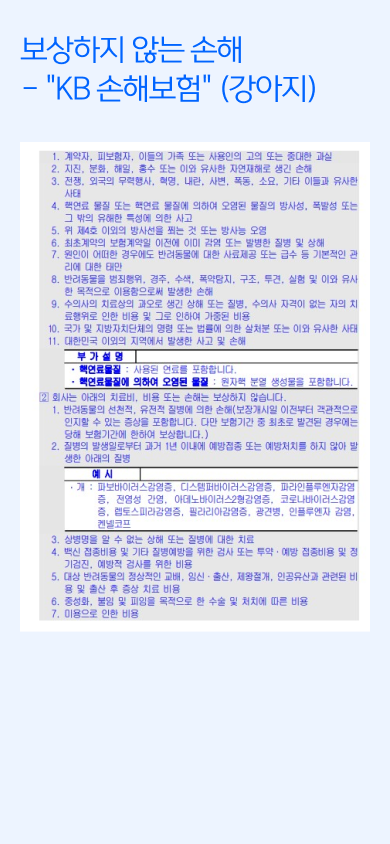 보상하지 않는 손해
- "KB 손해보험" (강아지)
1. 계약자, 피보험자, 이들의 가족 또는 사용인의 고의 또는 중대한 과실
2. 지진, 분화, 해일, 홍수 또는 이와 유사한 자연재해로 생긴 손해
3. 전쟁, 외국의 무력행사, 혁명, 내란, 사변, 폭동, 소요, 기타 이들과 유사한
사태
4. 핵연료 물질 또는 핵연료 물질에 의하여 오염된 물질의 방사성, 폭발성 또는
그 밖의 유해한 특성에 의한 사고
5. 위 제4호 이외의 방사선을 쬐는 것 또는 방사능 오염
6. 최초계약의 보험계약일 이전에 이미 감염 또는 발병한 질병 및 상해
7. 원인이 어떠한 경우에도 반려동물에 대한 사료제공 또는 급수 등 기본적인 관
리에 대한 태만
8. 반려동물을 범죄행위, 경주, 수색, 폭약탐지, 구조, 투견, 실험 및 이와 유사
한 목적으로 이용함으로써 발생한 손해
9. 수의사의 치료상의 과오로 생긴 상해 또는 질병, 수의사 자격이 없는 자의 치
료행위로 인한 비용 및 그로 인하여 가중된 비용
10. 국가 및 지방자치단체의 명령 또는 법률에 의한 살처분 또는 이와 유사한 사태
11. 대한민국 이외의 지역에서 발생한 사고 및 손해
부 가 설 명
· 핵연료물질 : 사용된 연료를 포함합니다.
· 핵연료물질에 의하여 오염된 물질 : 원자핵 분열 생성물을 포함합니다.
② 회사는 아래의 치료비, 비용 또는 손해는 보상하지 않습니다.
1. 반려동물의 선천적, 유전적 질병에 의한 손해(보장개시일 이전부터 객관적으로
인지할 수 있는 증상을 포함합니다. 다만 보험기간 중 최초로 발견된 경우에는
당해 보험기간에 한하여 보상합니다.)
2. 질병의 발생일로부터 과거 1년 이내에 예방접종 또는 예방처치를 하지 않아 발
생한 아래의 질병
예 시
· 개 : 파보바이러스감염증, 디스템퍼바이러스감염증, 파라인플루엔자감염
증, 전염성 간염, 아데노바이러스2형감염증, 코로나바이러스감염
증, 렙토스피라감염증, 필라리아감염증, 광견병, 인플루엔자 감염,
켄넬코프
3. 상병명을 알 수 없는 상해 또는 질병에 대한 치료
4. 백신 접종비용 및 기타 질병예방을 위한 검사 또는 투약·예방 접종비용 및 정
기검진, 예방적 검사를 위한 비용
5. 대상 반려동물의 정상적인 교배, 임신·출산, 제왕절개, 인공유산과 관련된 비
용 및 출산 후 증상 치료 비용
6. 중성화, 불임 및 피임을 목적으로 한 수술 및 처치에 따른 비용
7. 미용으로 인한 비용